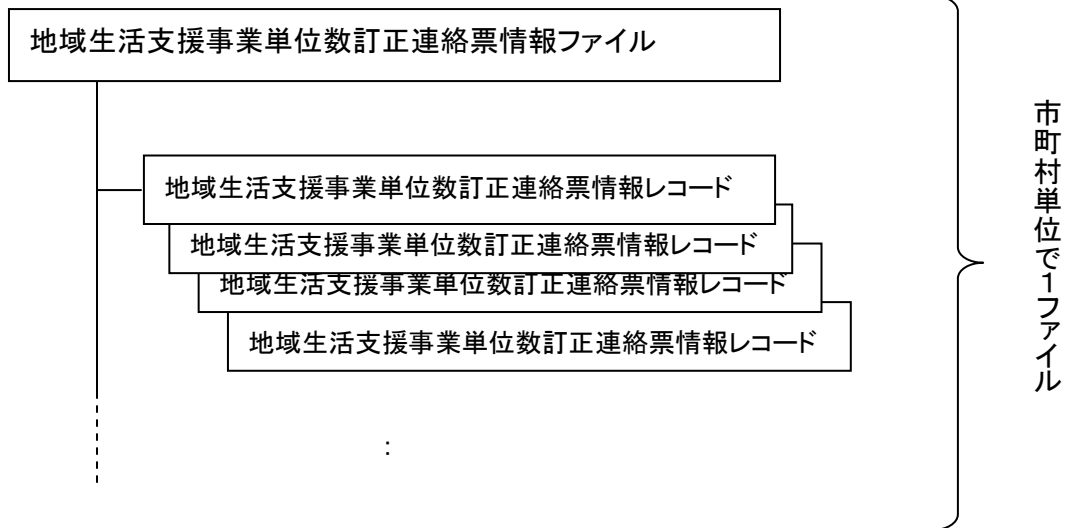 地域生活支援事業単位数訂正連絡票情報ファイル
地域生活支援事業単位数訂正連絡票情報レコード
地域生活支援事業単位数訂正連絡票情報レコード
地域生活支援事業単位数訂正連絡票情報レコード
地域生活支援事業単位数訂正連絡票情報レコード
:
市町村単位で1ファイル